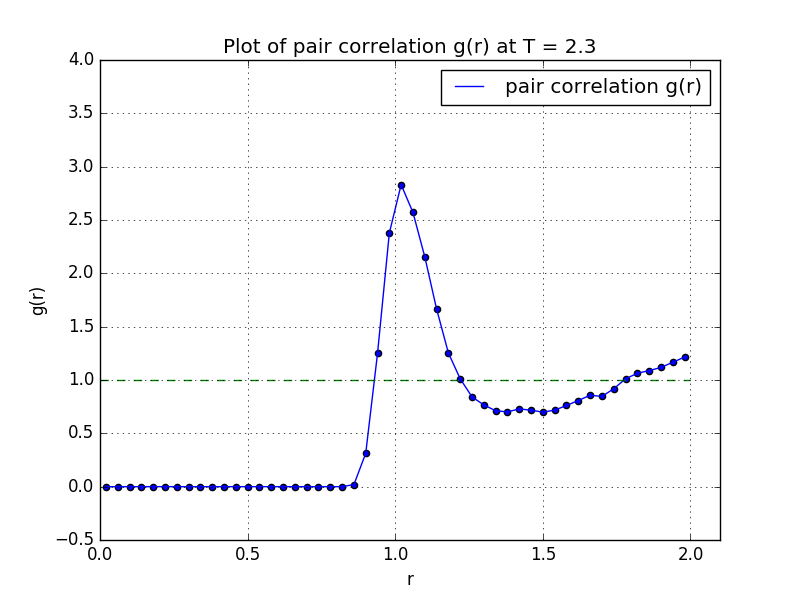 Plot of pair correlation g(r) at T = 2.3
pair correlation g(r)
4.0
3.5
3.0
2.5
2.0
1.5
1.0
0.5
0.0
−0.5
g(r)
0.0 0.5 1.0 1.5 2.0
r